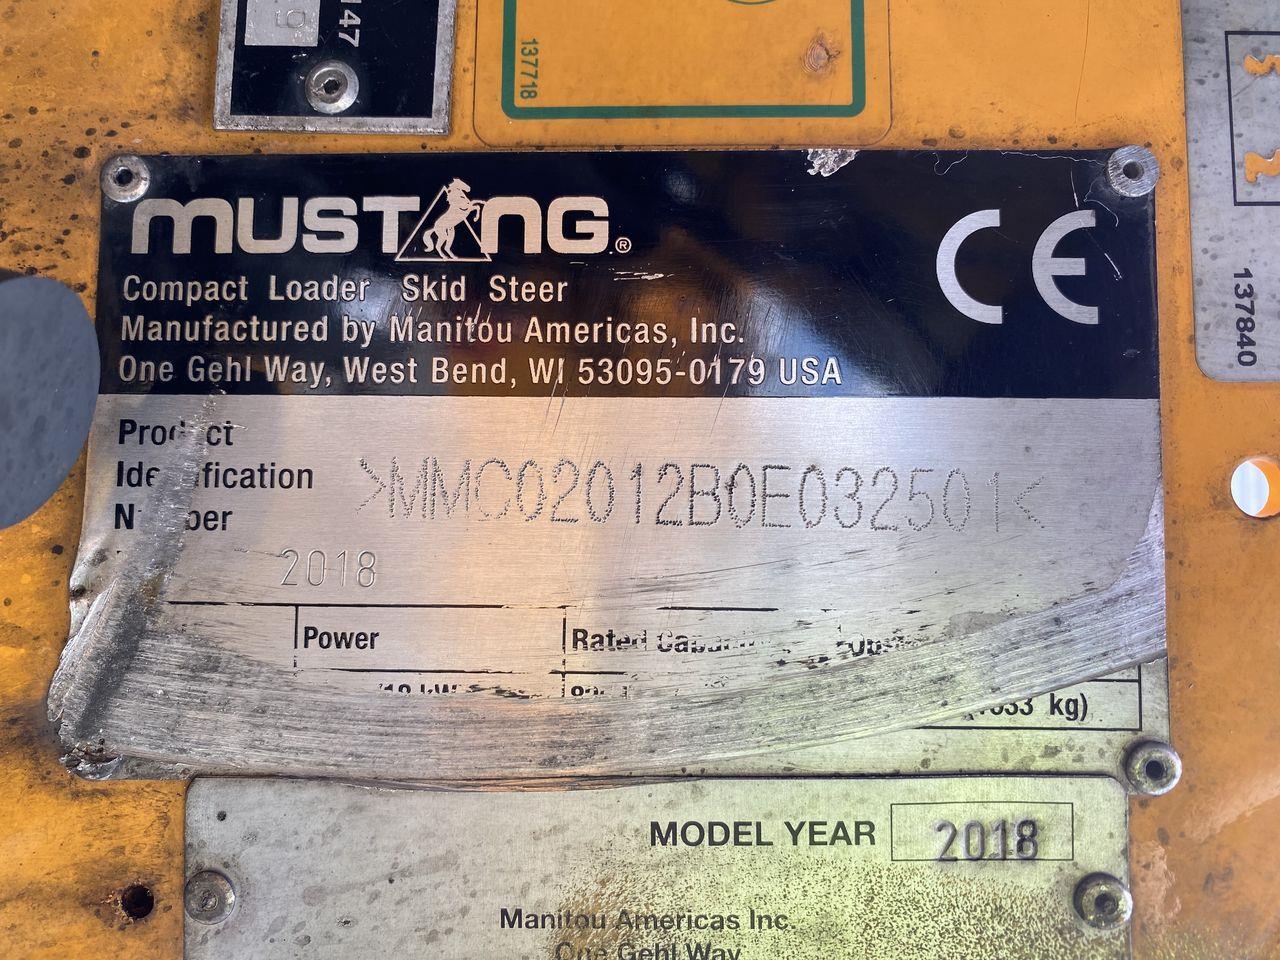 147
137718
MUSTANG®
CE
Compact Loader Skid Steer
Manufactured by Manitou Americas, Inc.
One Gehl Way, West Bend, WI 53095-0179 USA
137840
Product
Identification
Number
>MMC02012B0E032501<
2018
Power
Rated
kg)
MODEL YEAR 2018
Manitou Americas Inc.
One Gehl Way